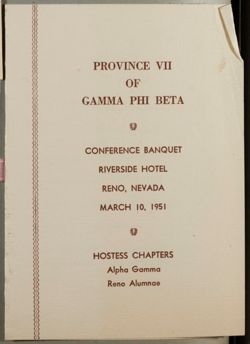 PROVINCE VII
OF
GAMMA PHI BETA
CONFERENCE BANQUET
RIVERSIDE HOTEL
RENO, NEVADA
MARCH 10, 1951
HOSTESS CHAPTERS
Alpha Gamma
Reno Alumnae